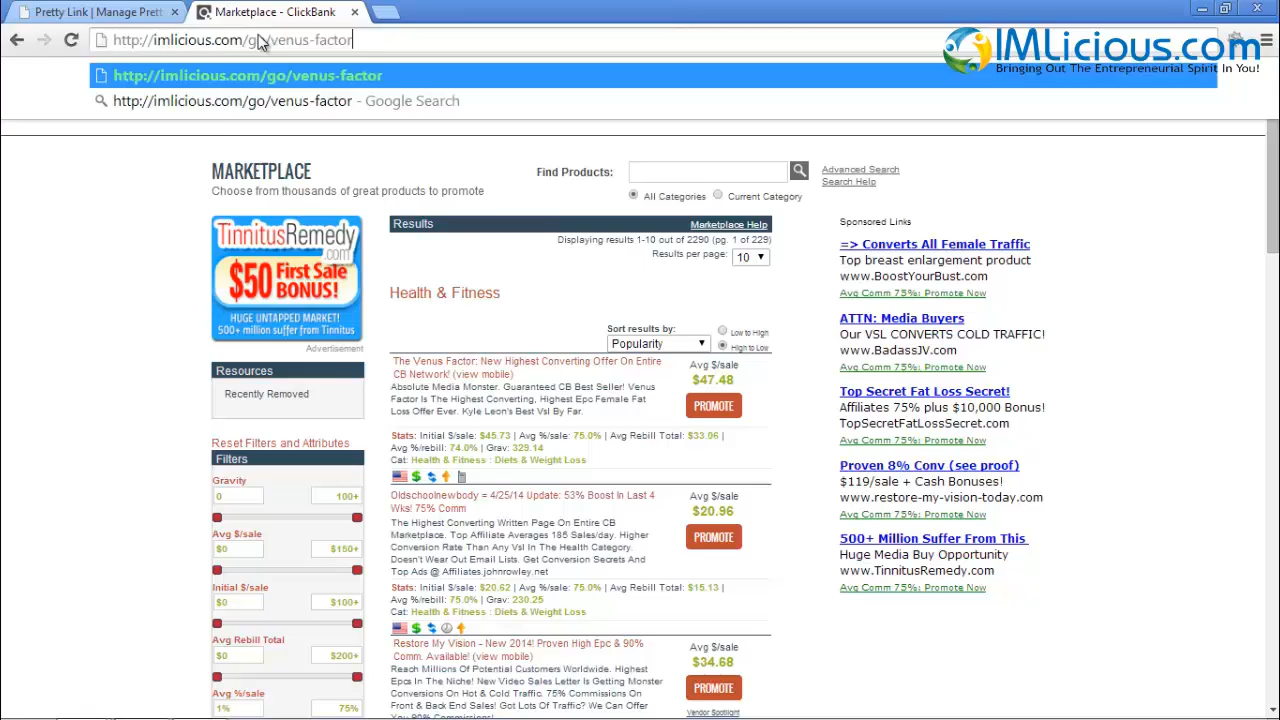 Pretty Link | Manage Prett
Marketplace - ClickBank
http://imlicious.com/go/venus-factor
IMLicious.com
Bringing Out the Entrepreneurial Spirit In You!
http://imlicious.com/go/venus-factor
http://imlicious.com/go/venus-factor - Google Search
MARKETPLACE
Choose from thousands of great products to promote
Find Products:
Advanced Search
Search Help
All Categories
Current Category
TinnitusRemedy
.com
$50 First Sale
BONUS!
HUGE UNTAPPED MARKET!
500+ million suffer from Tinnitus
Advertisement
Resources
Recently Removed
Reset Filters and Attributes
Filters
Gravity
0 100+
Avg $/sale
$0 $150+
Initial $/sale
$0 $100+
Avg Rebill Total
$0 $200+
Avg %/sale
1% 75%
Results
Marketplace Help
Displaying results 1-10 out of 2290 (pg. 1 of 229)
Results per page: 10
Health & Fitness
Sort results by:
Popularity
Low to High
High to Low
The Venus Factor: New Highest Converting Offer On Entire
CB Network! (view mobile)
Absolute Media Monster. Guaranteed CB Best Seller! Venus
Factor Is The Highest Converting, Highest Epc Female Fat
Loss Offer Ever. Kyle Leon's Best Vsl By Far.
Avg $/sale
$47.48
PROMOTE
Stats: Initial $/sale: $45.73 | Avg %/sale: 75.0% | Avg Rebill Total: $33.06 |
Avg %/rebill: 74.0% | Grav: 329.14
Cat: Health & Fitness : Diets & Weight Loss
Oldschoolnewbody = 4/25/14 Update: 53% Boost In Last 4
Wks! 75% Comm
The Highest Converting Written Page On Entire CB
Marketplace. Top Affiliate Averages 185 Sales/day. Higher
Conversion Rate Than Any Vsl In The Health Category.
Doesn't Wear Out Email Lists. Get Conversion Secrets And
Top Ads @ Affiliates.johnrowley.net
Avg $/sale
$20.96
PROMOTE
Stats: Initial $/sale: $20.62 | Avg %/sale: 75.0% | Avg Rebill Total: $15.13 |
Avg %/rebill: 75.0% | Grav: 230.25
Cat: Health & Fitness : Diets & Weight Loss
Restore My Vision - New 2014! Proven High Epc & 90%
Comm. Available! (view mobile)
Reach Millions Of Potential Customers Worldwide. Highest
Epcs In The Niche! New Video Sales Letter Is Getting Monster
Conversions On Hot & Cold Traffic. 75% Commissions On
Front & Back End Sales! Got Lots Of Traffic? We Can Offer
You 90% Commissions!
Avg $/sale
$34.68
PROMOTE
Vendor Spotlight
Sponsored Links
=> Converts All Female Traffic
Top breast enlargement product
www.BoostYourBust.com
Avg Comm 75%: Promote Now
ATTN: Media Buyers
Our VSL CONVERTS COLD TRAFFIC!
www.BadassJV.com
Avg Comm 75%: Promote Now
Top Secret Fat Loss Secret!
Affiliates 75% plus $10,000 Bonus!
TopSecretFatLossSecret.com
Avg Comm 75%: Promote Now
Proven 8% Conv (see proof)
$119/sale + Cash Bonuses!
www.restore-my-vision-today.com
Avg Comm 75%: Promote Now
500+ Million Suffer From This
Huge Media Buy Opportunity
www.TinnitusRemedy.com
Avg Comm 75%: Promote Now